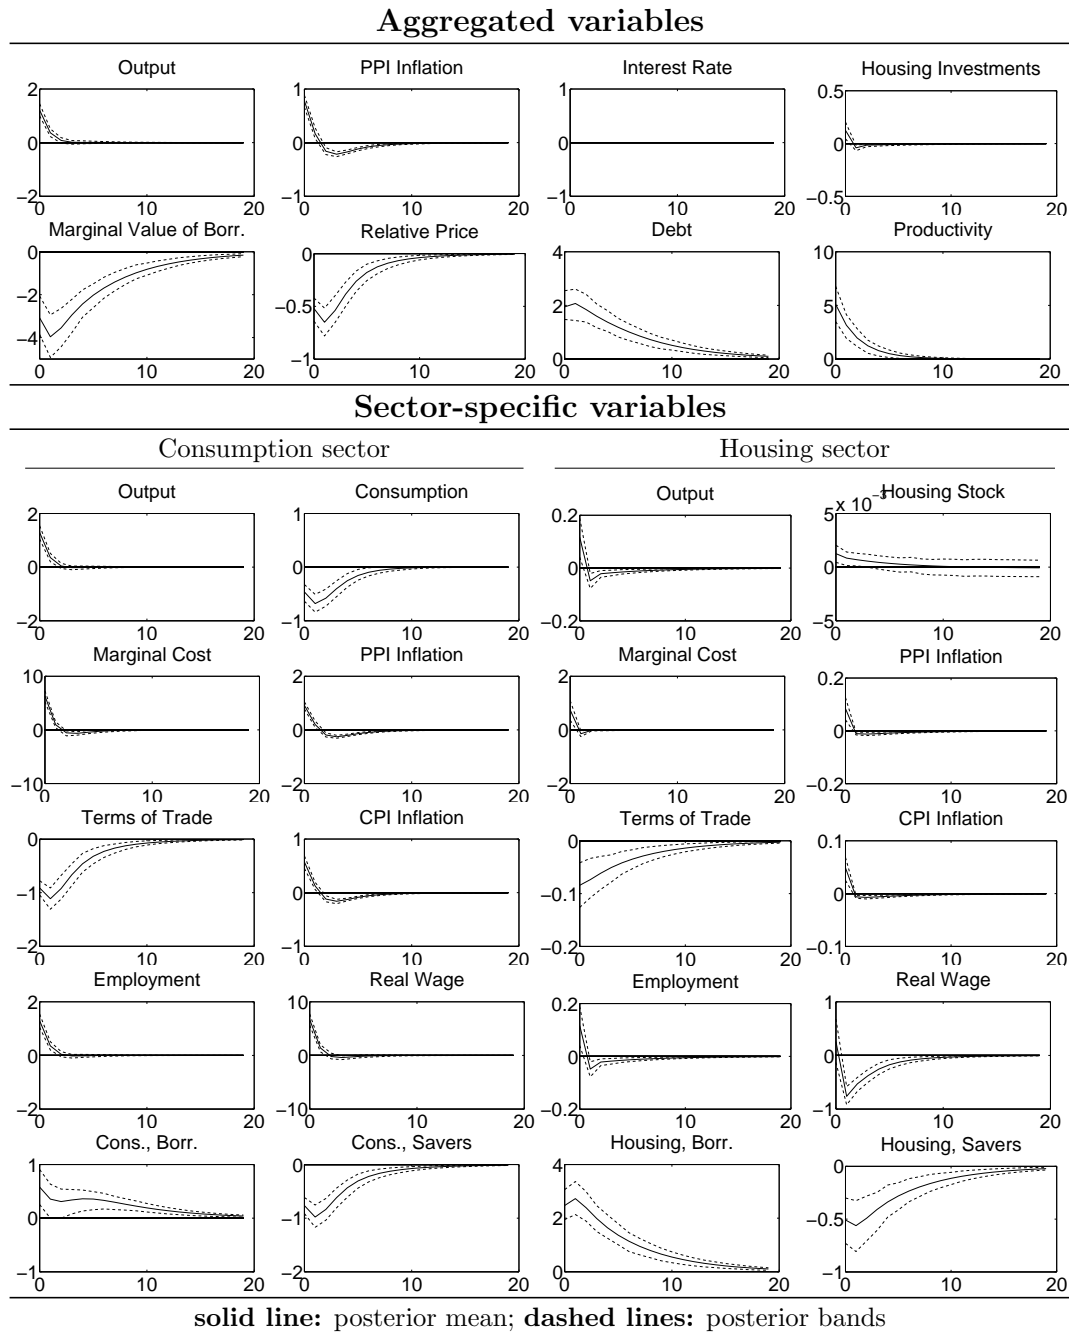 Aggregated variables
Output PPI Inflation Interest Rate Housing Investments
2 0 −2 0 10 20
1 0 −1 0 10 20
1 0 −1 0 10 20
0.5 0 −0.5 0 10 20
Marginal Value of Borr. Relative Price Debt Productivity
0 −2 −4 0 10 20
0 −0.5 −1 0 10 20
4 2 0 0 10 20
10 5 0 0 10 20
Sector-specific variables
Consumption sector Housing sector
Output Consumption Output Housing Stock
2 0 −2 0 10 20
1 0 −1 0 10 20
0.2 0 −0.2 0 10 20
x 10⁻³ 5 0 −5 0 10 20
Marginal Cost PPI Inflation Marginal Cost PPI Inflation
10 0 −10 0 10 20
2 0 −2 0 10 20
2 0 −2 0 10 20
0.2 0 −0.2 0 10 20
Terms of Trade CPI Inflation Terms of Trade CPI Inflation
0 −1 −2 0 10 20
1 0 −1 0 10 20
0 −0.1 −0.2 0 10 20
0.1 0 −0.1 0 10 20
Employment Real Wage Employment Real Wage
2 0 −2 0 10 20
10 0 −10 0 10 20
0.2 0 −0.2 0 10 20
1 0 −1 0 10 20
Cons., Borr. Cons., Savers Housing, Borr. Housing, Savers
1 0 −1 0 10 20
0 −1 −2 0 10 20
4 2 0 0 10 20
0 −0.5 −1 0 10 20
solid line: posterior mean; dashed lines: posterior bands